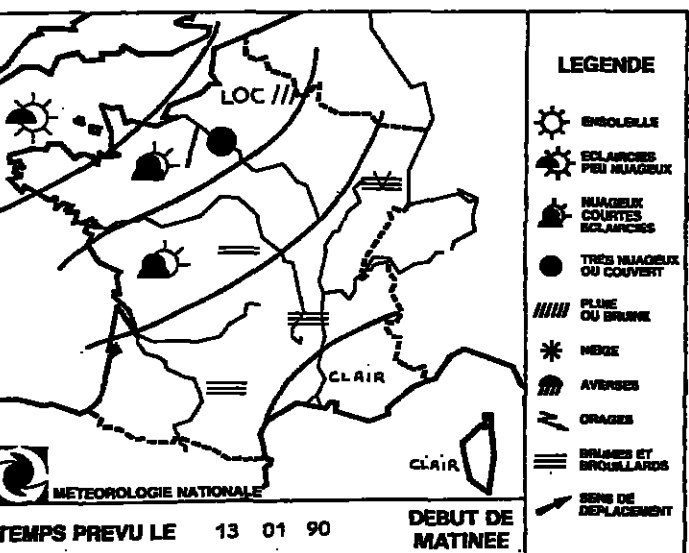 LOC
CLAIR
CLAIR
METEOROLOGIE NATIONALE
TEMPS PREVU LE 13 01 90
DEBUT DE
MATINEE
LEGENDE
ENSOLEILLE
ECLAIRCIES
PEU NUAGEUX
NUAGEUX
COURTES
ECLAIRCIES
TRES NUAGEUX
OU COUVERT
PLUIE
OU BRUINE
NEIGE
AVERSES
ORAGES
BRUMES ET
BROUILLARDS
SENS DE
DEPLACEMENT